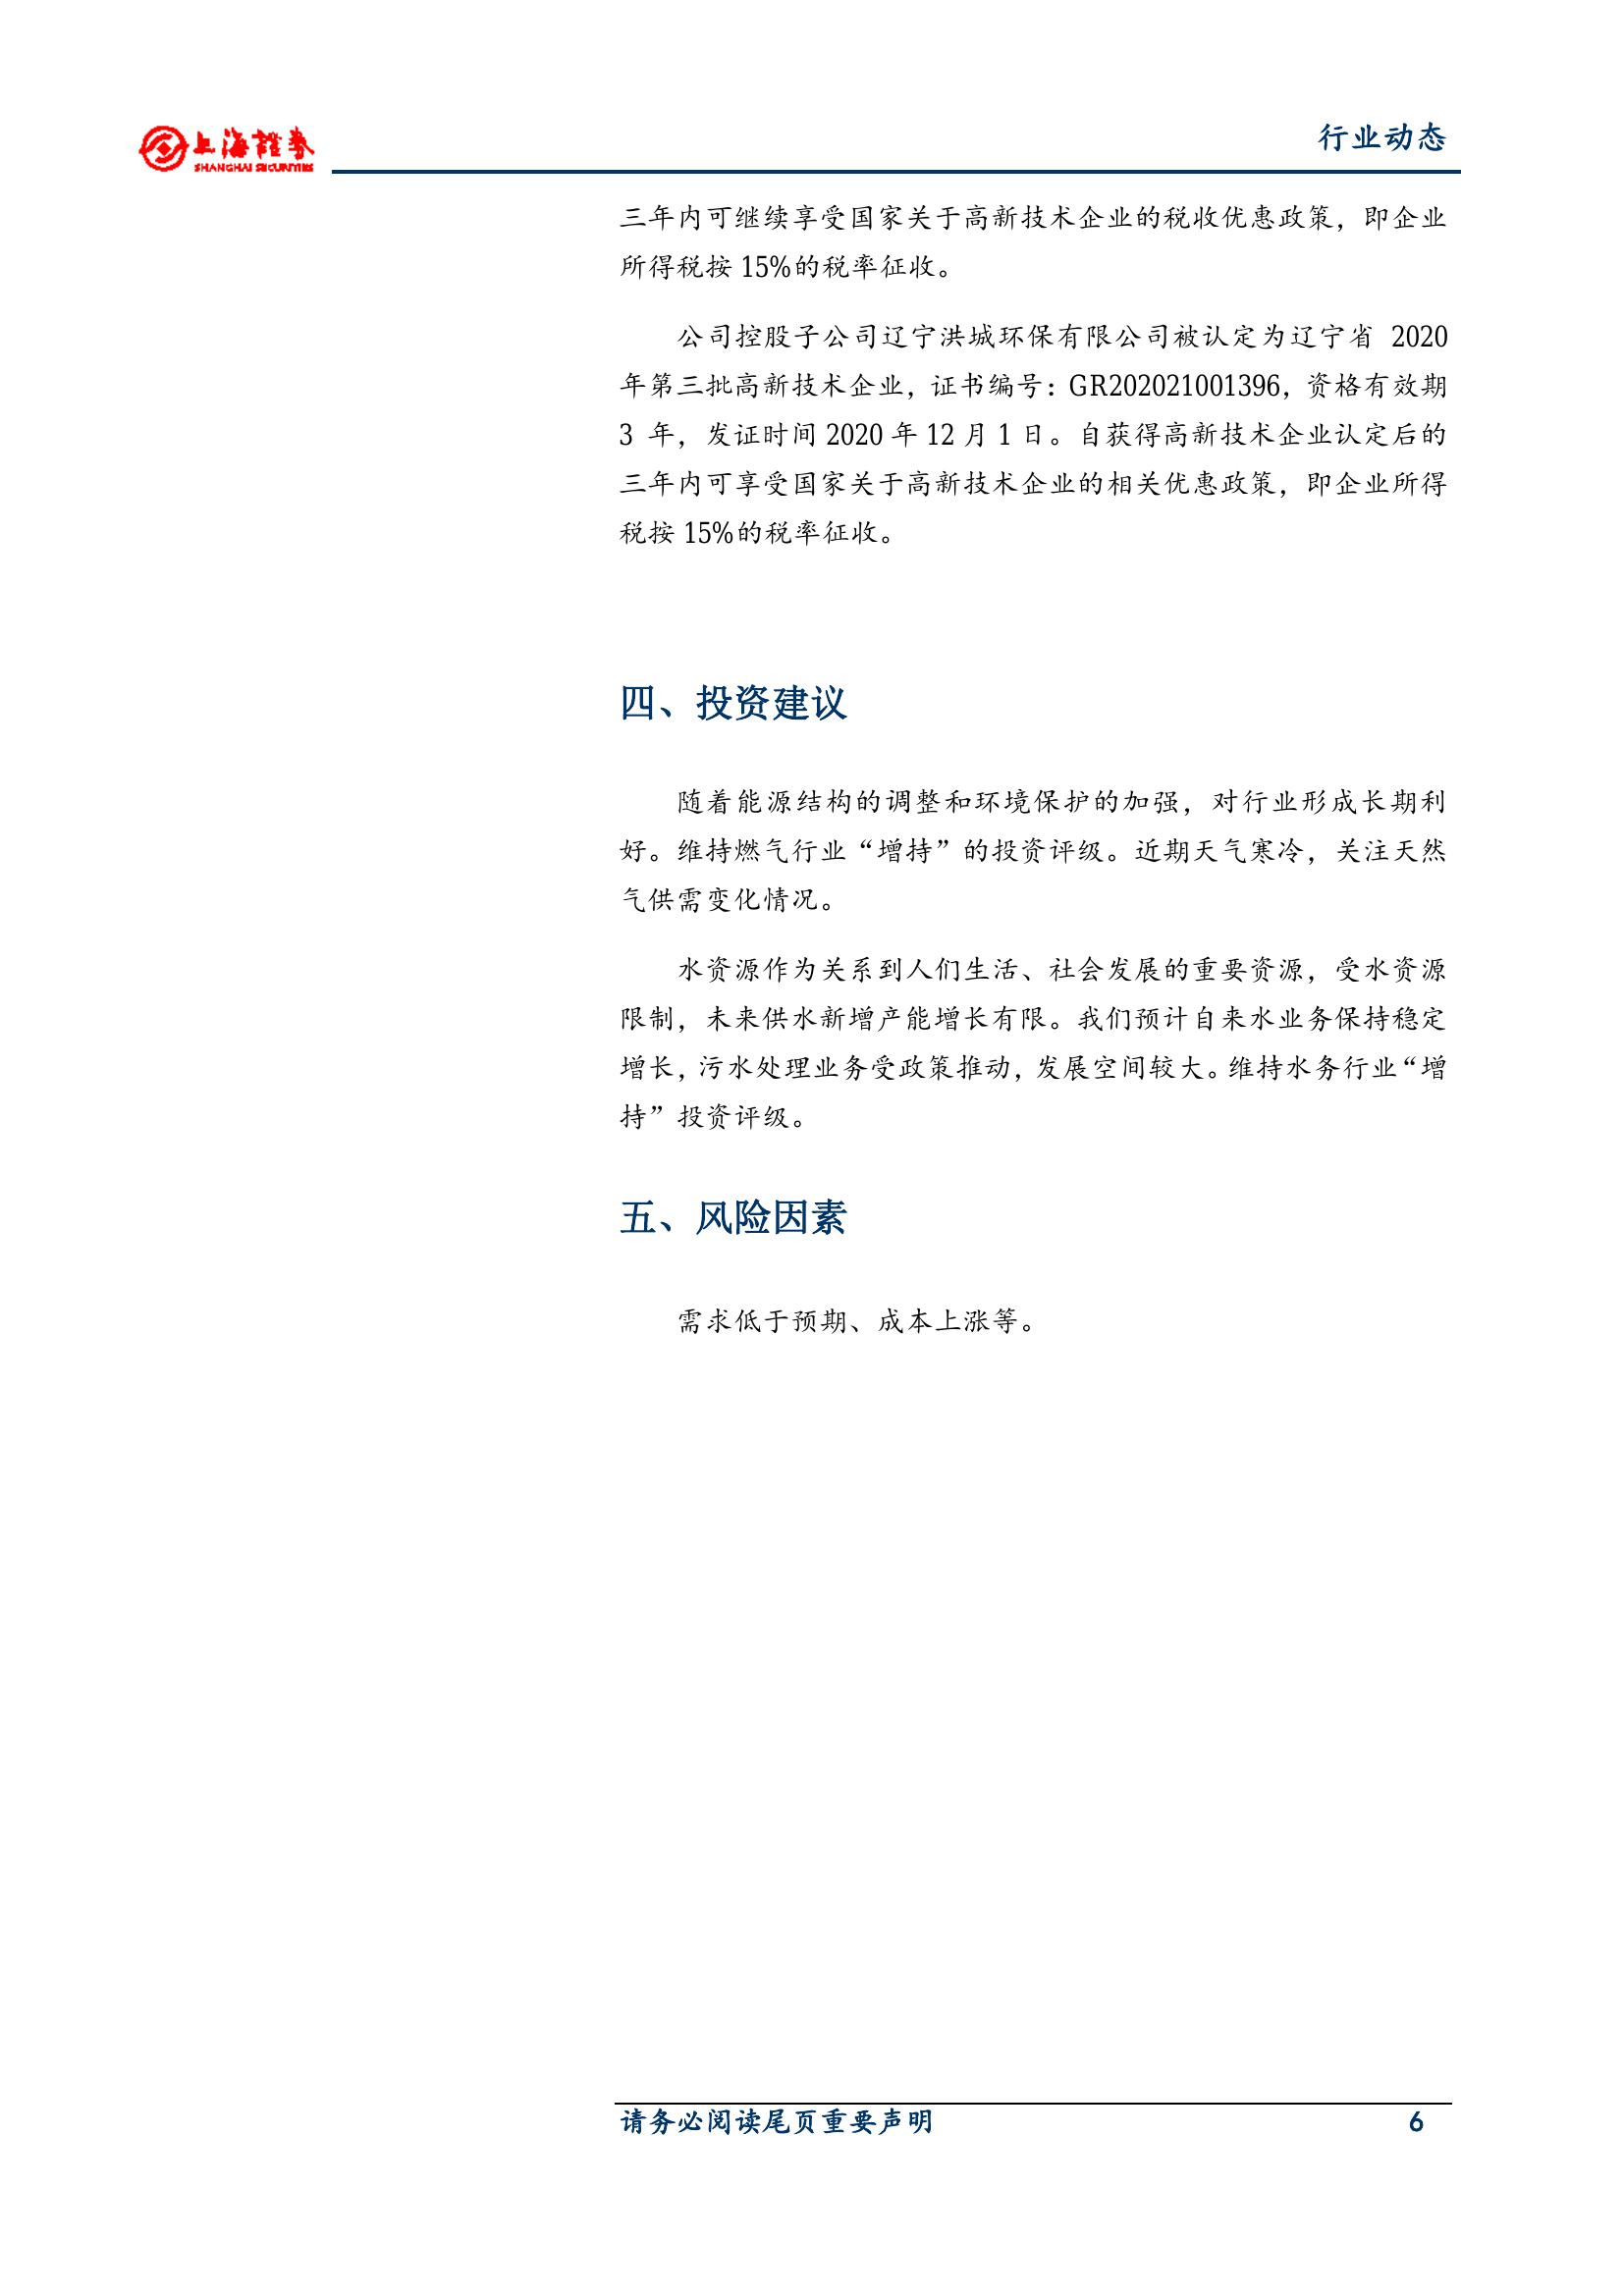 上海證券
SHANGHAI SECURITIES
行业动态
三年内可继续享受国家关于高新技术企业的税收优惠政策，即企业
所得税按 15%的税率征收。
公司控股子公司辽宁洪城环保有限公司被认定为辽宁省 2020
年第三批高新技术企业，证书编号：GR202021001396，资格有效期
3 年，发证时间 2020 年 12 月 1 日。自获得高新技术企业认定后的
三年内可享受国家关于高新技术企业的相关优惠政策，即企业所得
税按 15%的税率征收。
四、投资建议
随着能源结构的调整和环境保护的加强，对行业形成长期利
好。维持燃气行业“增持”的投资评级。近期天气寒冷，关注天然
气供需变化情况。
水资源作为关系到人们生活、社会发展的重要资源，受水资源
限制，未来供水新增产能增长有限。我们预计自来水业务保持稳定
增长，污水处理业务受政策推动，发展空间较大。维持水务行业“增
持”投资评级。
五、风险因素
需求低于预期、成本上涨等。
请务必阅读尾页重要声明 6